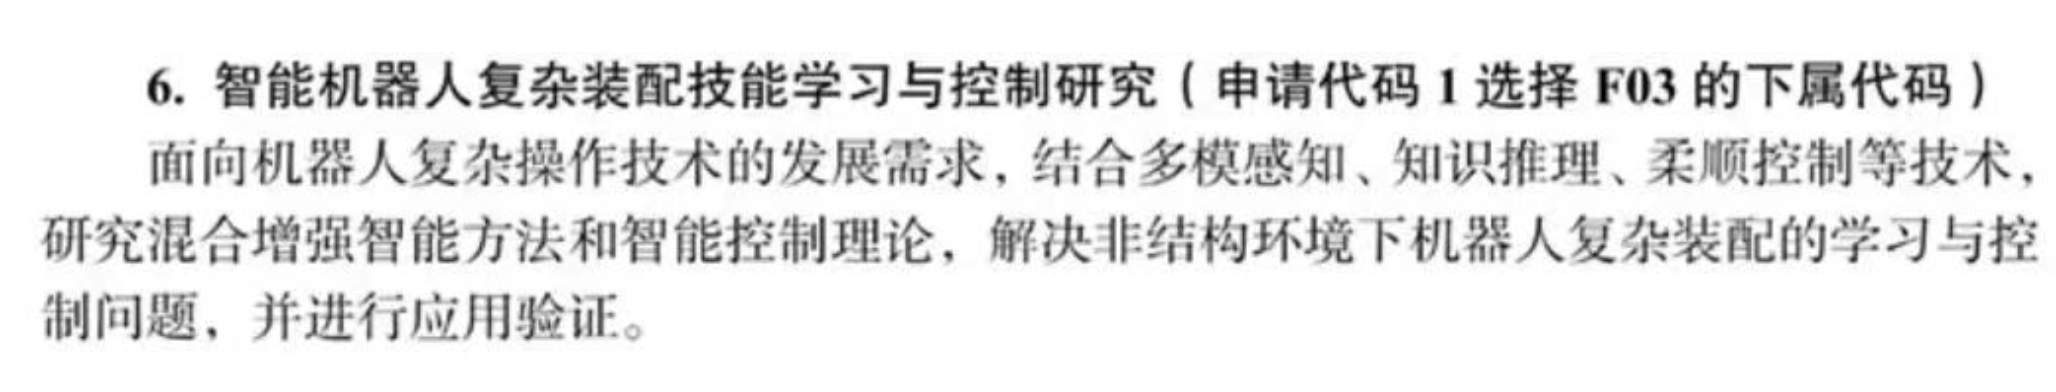 6. 智能机器人复杂装配技能学习与控制研究（申请代码 1 选择 F03 的下属代码）
面向机器人复杂操作技术的发展需求，结合多模感知、知识推理、柔顺控制等技术，
研究混合增强智能方法和智能控制理论，解决非结构环境下机器人复杂装配的学习与控
制问题，并进行应用验证。